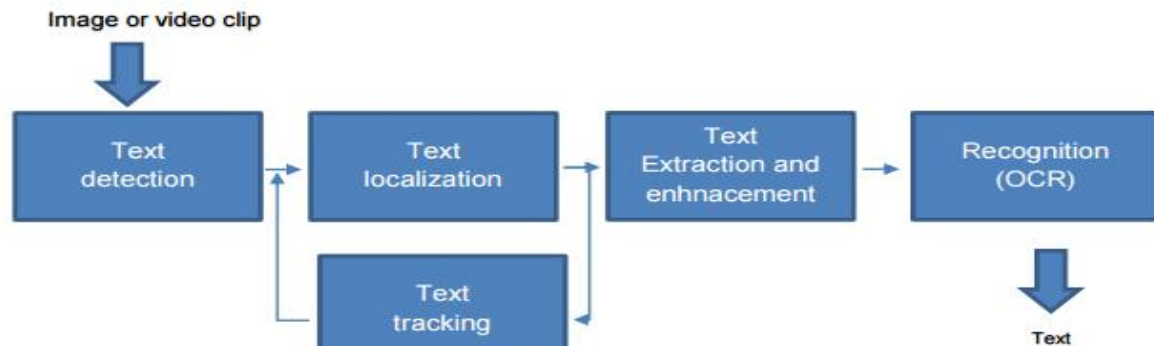 Image or video clip
Text
detection
Text
localization
Text
Extraction and
enhnacement
Recognition
(OCR)
Text
tracking
Text